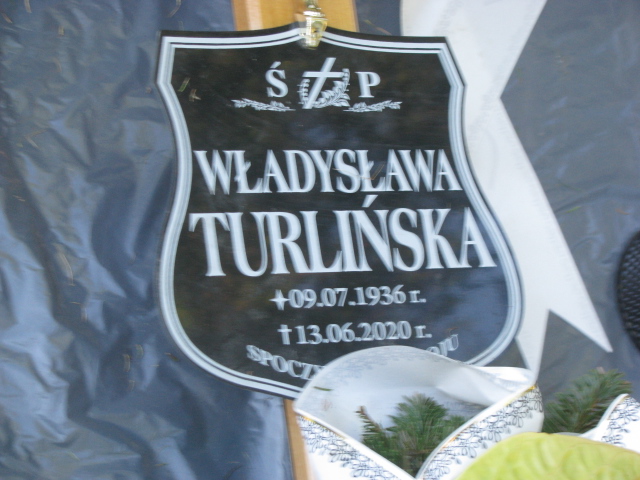 Ś P
WŁADYSŁAWA
TURLIŃSKA
09.07.1936 r.
†13.06.2020 r.